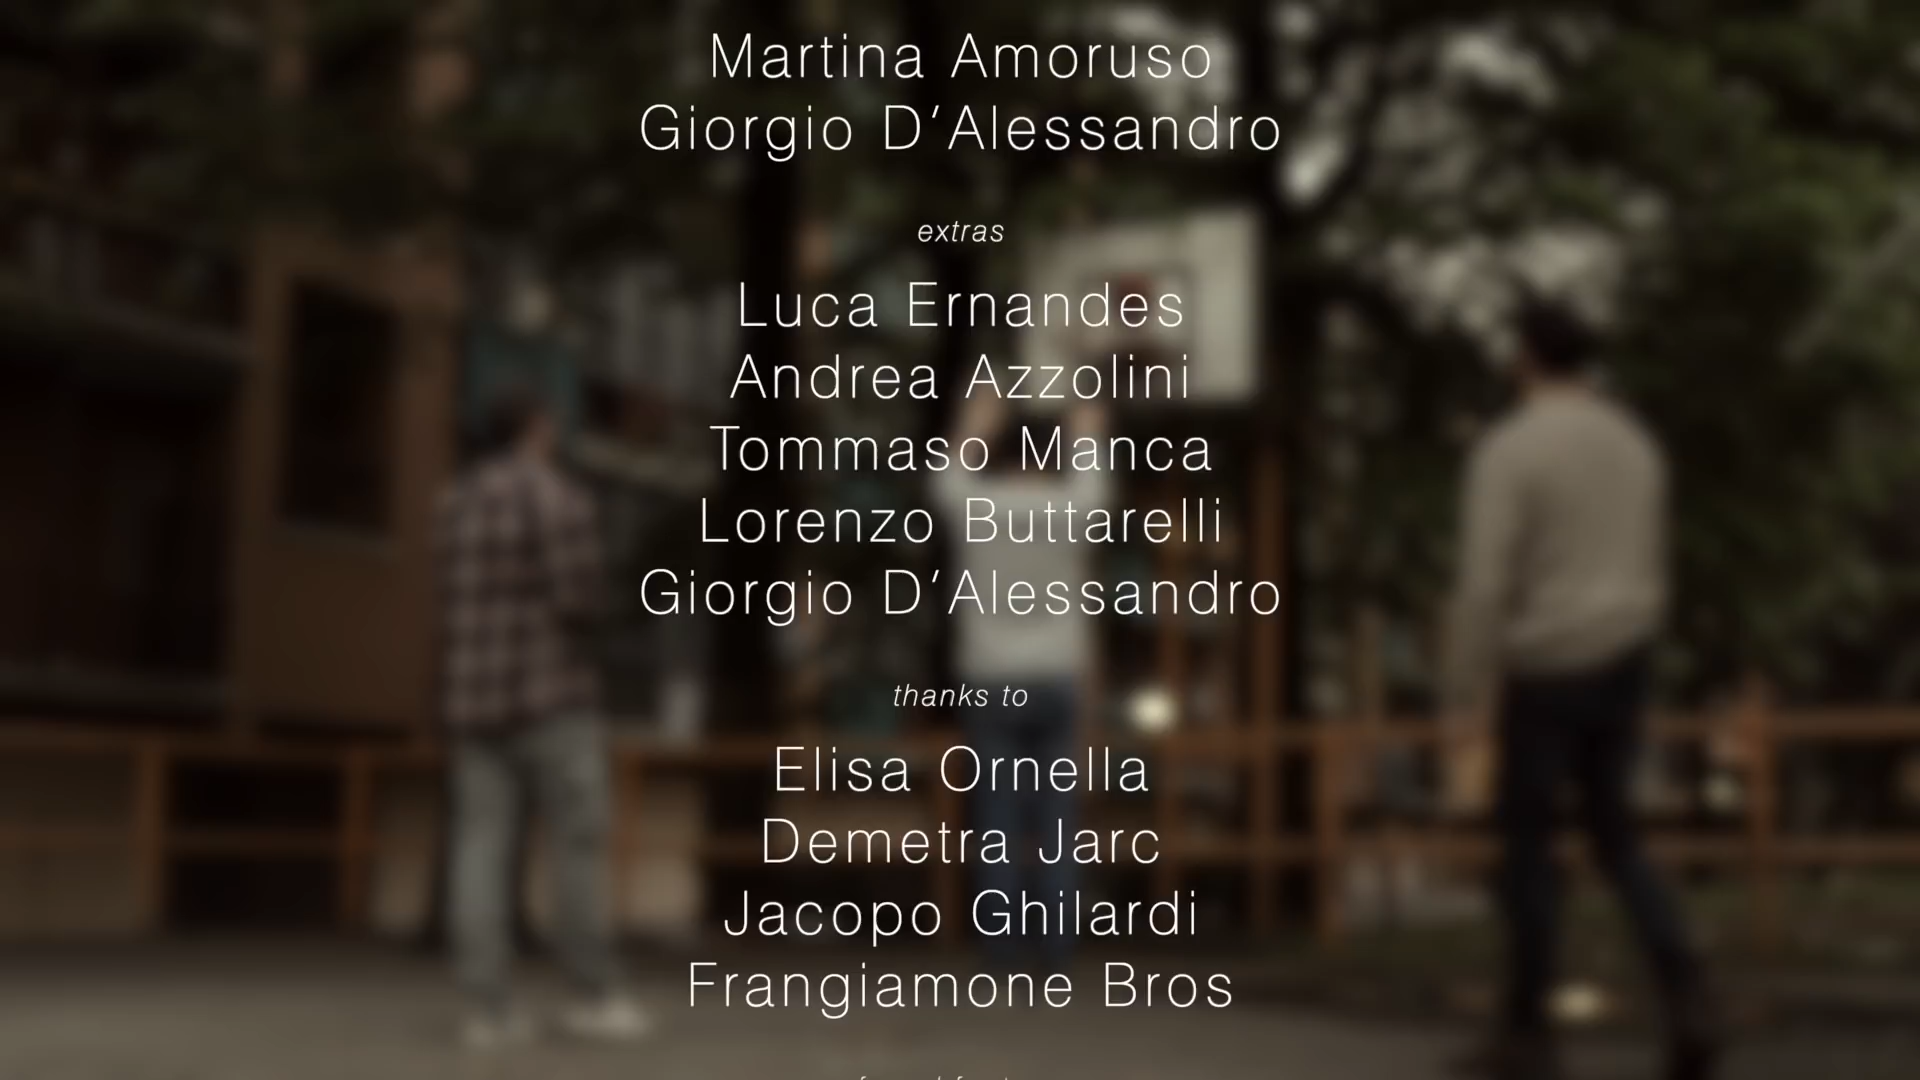 Martina Amoruso
Giorgio D’Alessandro
extras
Luca Ernandes
Andrea Azzolini
Tommaso Manca
Lorenzo Buttarelli
Giorgio D’Alessandro
thanks to
Elisa Ornella
Demetra Jarc
Jacopo Ghilardi
Frangiamone Bros